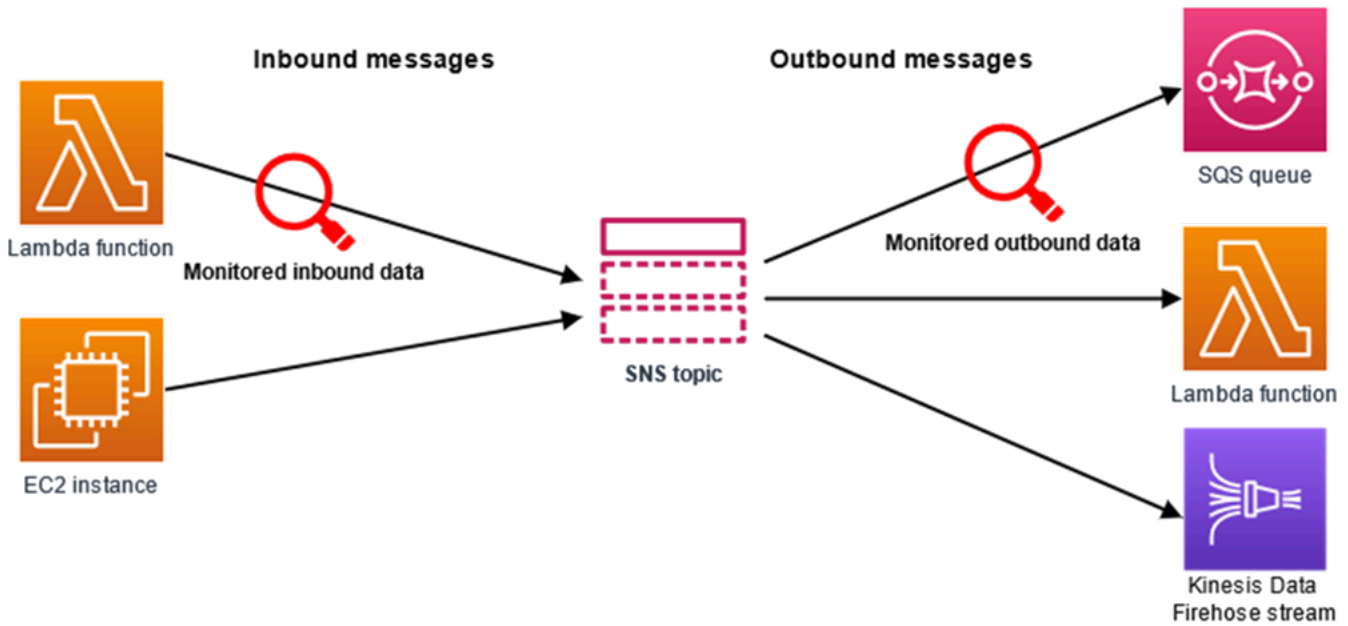 Inbound messages
Outbound messages
Lambda function
Monitored inbound data
EC2 instance
SNS topic
Monitored outbound data
SQS queue
Lambda function
Kinesis Data
Firehose stream